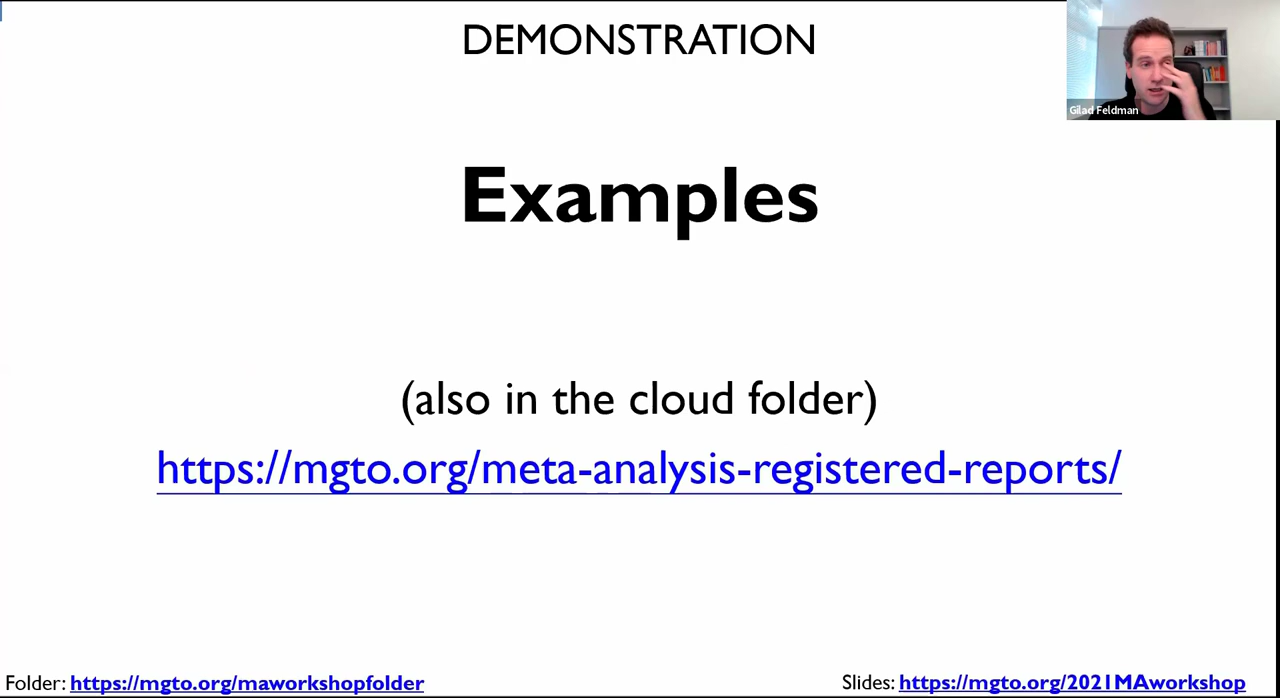 DEMONSTRATION
Gilad Feldman
Examples
(also in the cloud folder)
https://mgto.org/meta-analysis-registered-reports/
Folder: https://mgto.org/maworkshopfolder
Slides: https://mgto.org/2021MAworkshop